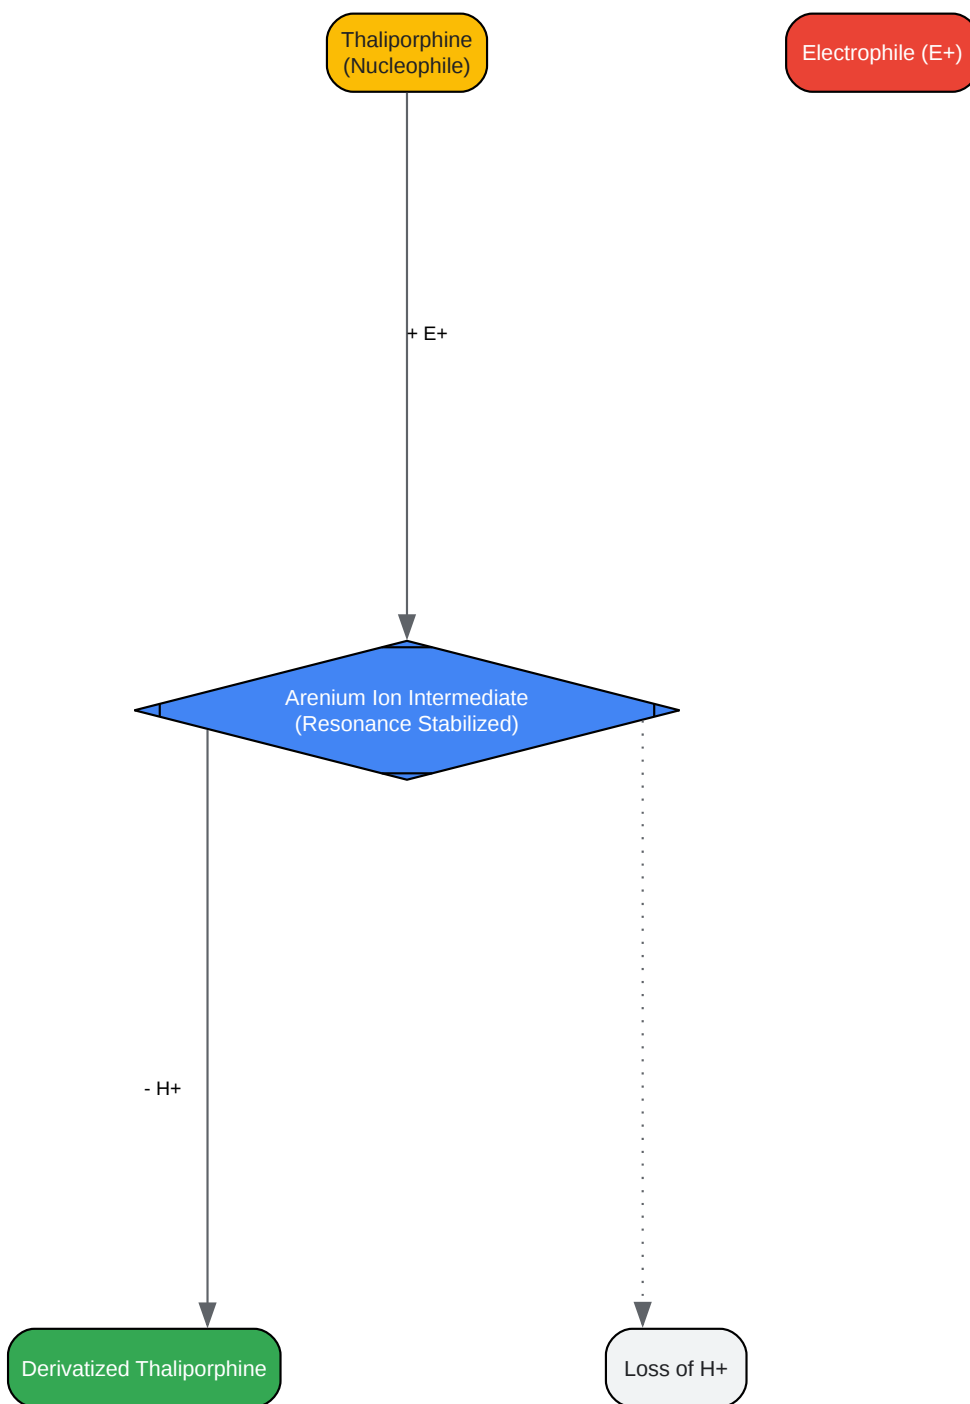 Thaliporphine
(Nucleophile)
Electrophile (E+)
+ E+
Arenium Ion Intermediate
(Resonance Stabilized)
- H+
Derivatized Thaliporphine
Loss of H+